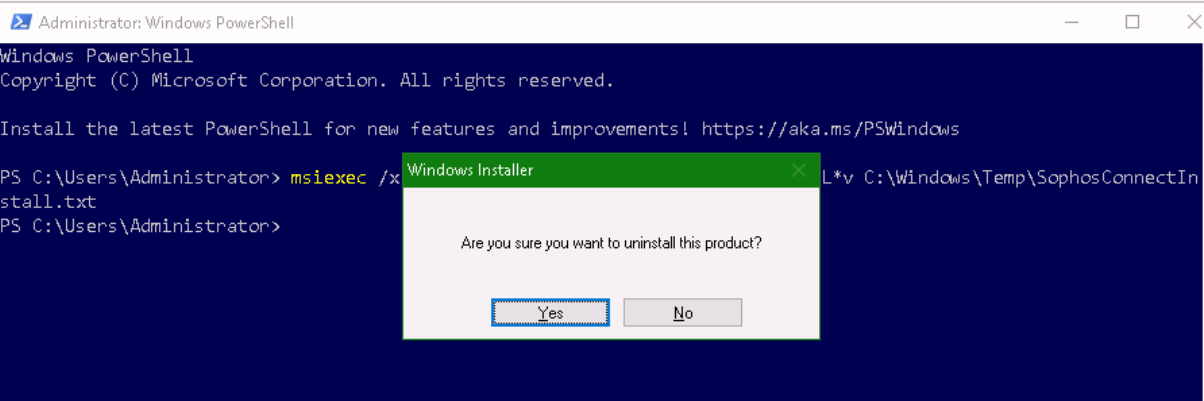 Administrator: Windows PowerShell
Windows PowerShell
Copyright (C) Microsoft Corporation. All rights reserved.
Install the latest PowerShell for new features and improvements! https://aka.ms/PSWindows
PS C:\Users\Administrator> msiexec /x L*v C:\Windows\Temp\SophosConnectIn
stall.txt
PS C:\Users\Administrator>
Windows Installer
Are you sure you want to uninstall this product?
Yes No